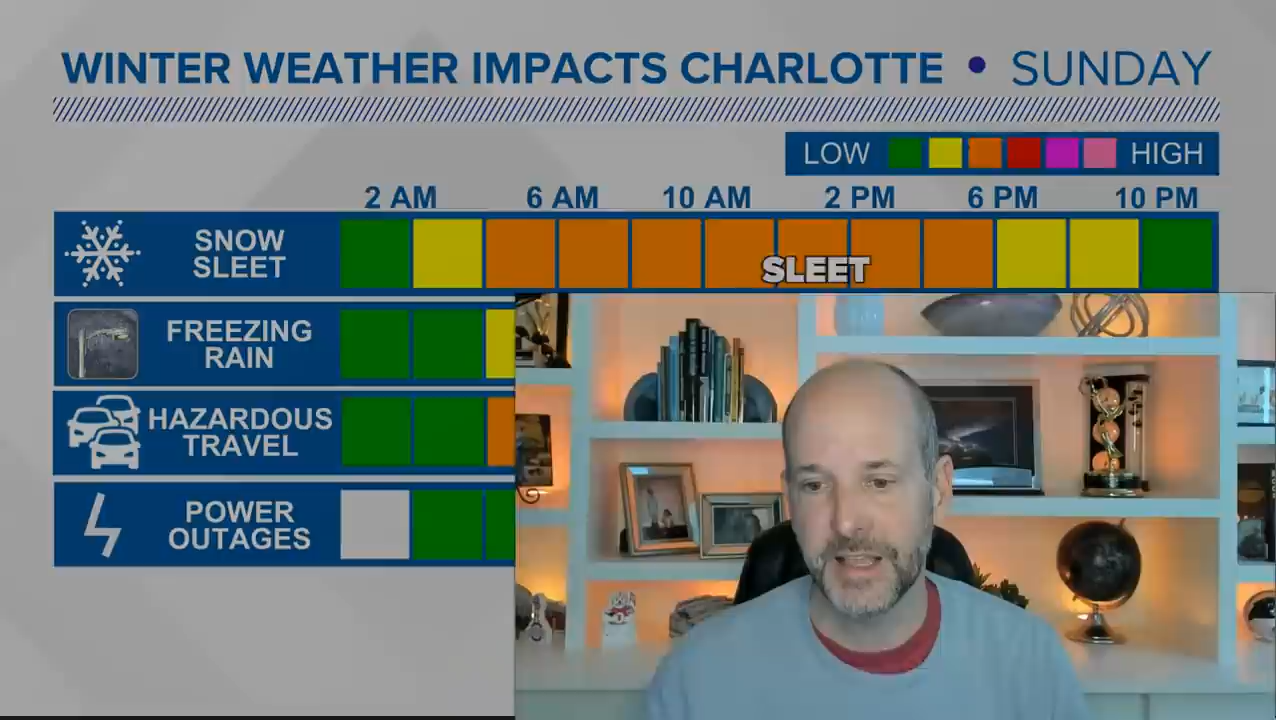 WINTER WEATHER IMPACTS CHARLOTTE • SUNDAY
LOW HIGH
2 AM 6 AM 10 AM 2 PM 6 PM 10 PM
SNOW
SLEET
SLEET
FREEZING
RAIN
HAZARDOUS
TRAVEL
POWER
OUTAGES